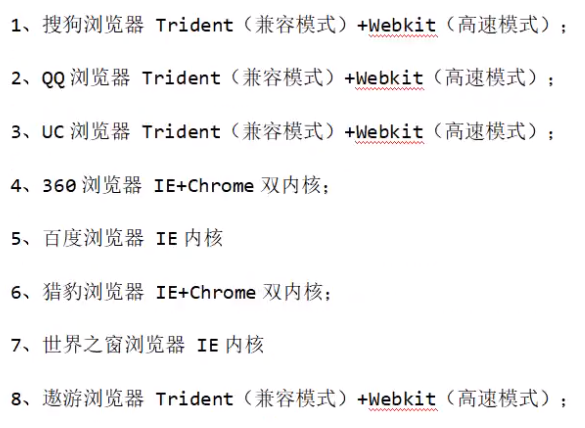 1、搜狗浏览器 Trident（兼容模式）+Webkit（高速模式）;
2、QQ 浏览器 Trident（兼容模式）+Webkit（高速模式）;
3、UC 浏览器 Trident（兼容模式）+Webkit（高速模式）;
4、360 浏览器 IE+Chrome 双内核;
5、百度浏览器 IE 内核
6、猎豹浏览器 IE+Chrome 双内核;
7、世界之窗浏览器 IE 内核
8、遨游浏览器 Trident（兼容模式）+Webkit（高速模式）;